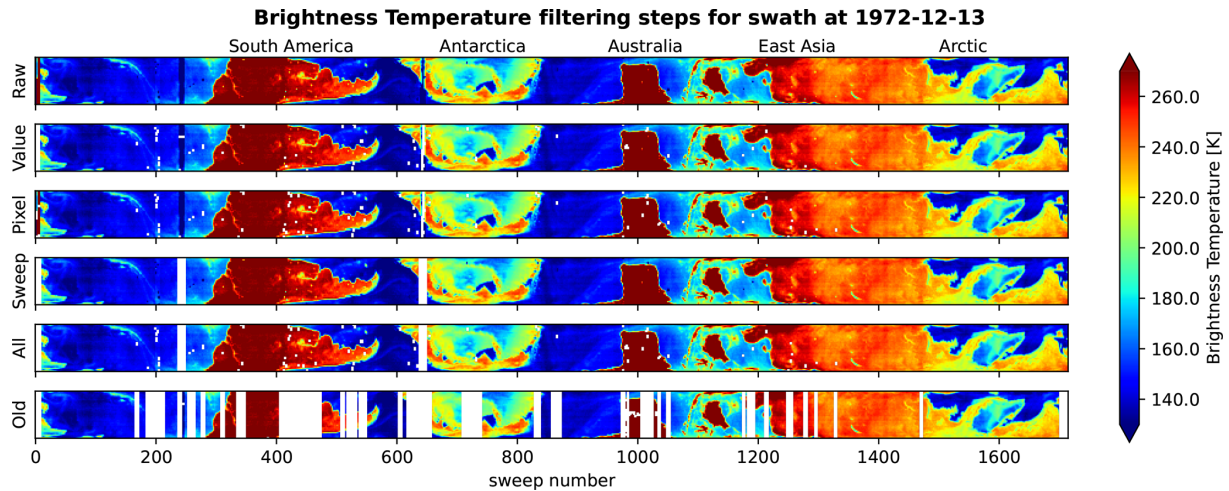 Brightness Temperature filtering steps for swath at 1972-12-13
South America Antarctica Australia East Asia Arctic
Raw
Value
Pixel
Sweep
All
Old
0 200 400 600 800 1000 1200 1400 1600
sweep number
260.0
240.0
220.0
200.0
180.0
160.0
140.0
Brightness Temperature [K]